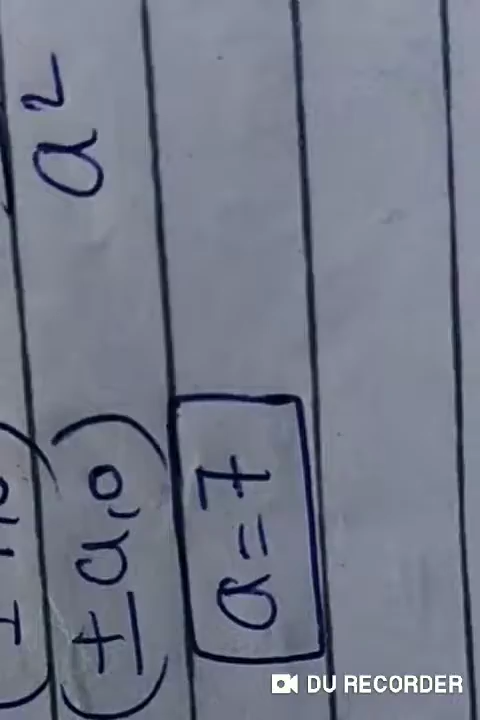 a²
(± a,0)
a = 7
DU RECORDER